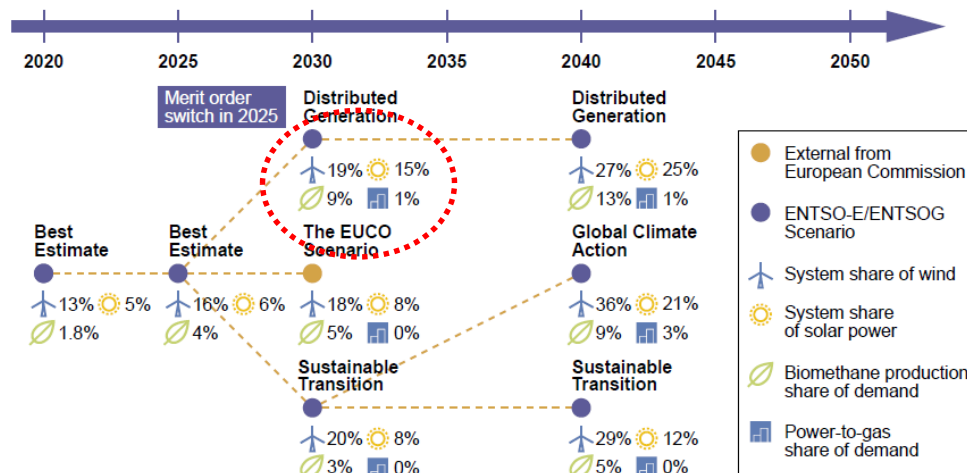 2020 2025 2030 2035 2040 2045 2050
Merit order
switch in 2025
Distributed
Generation
19% 15%
9% 1%
Distributed
Generation
27% 25%
13% 1%
Best
Estimate
13% 5%
1.8%
Best
Estimate
16% 6%
4%
The EUCO
Scenario
18% 8%
5% 0%
Global Climate
Action
36% 21%
9% 3%
Sustainable
Transition
20% 8%
3% 0%
Sustainable
Transition
29% 12%
5% 0%
External from
European Commission
ENTSO-E/ENTSOG
Scenario
System share of wind
System share
of solar power
Biomethane production
share of demand
Power-to-gas
share of demand